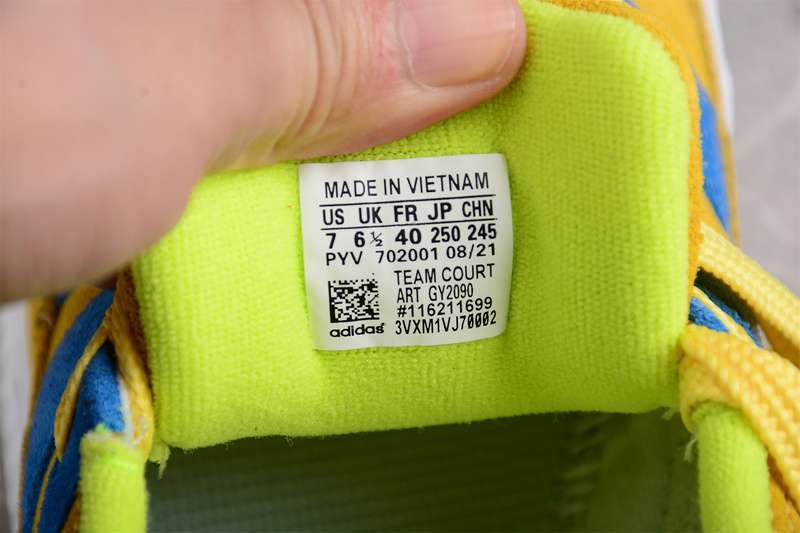 MADE IN VIETNAM
US UK FR JP CHN
7 6½ 40 250 245
PYV 702001 08/21
TEAM COURT
ART GY2090
#116211699
adidas 3VXM1VJ70002